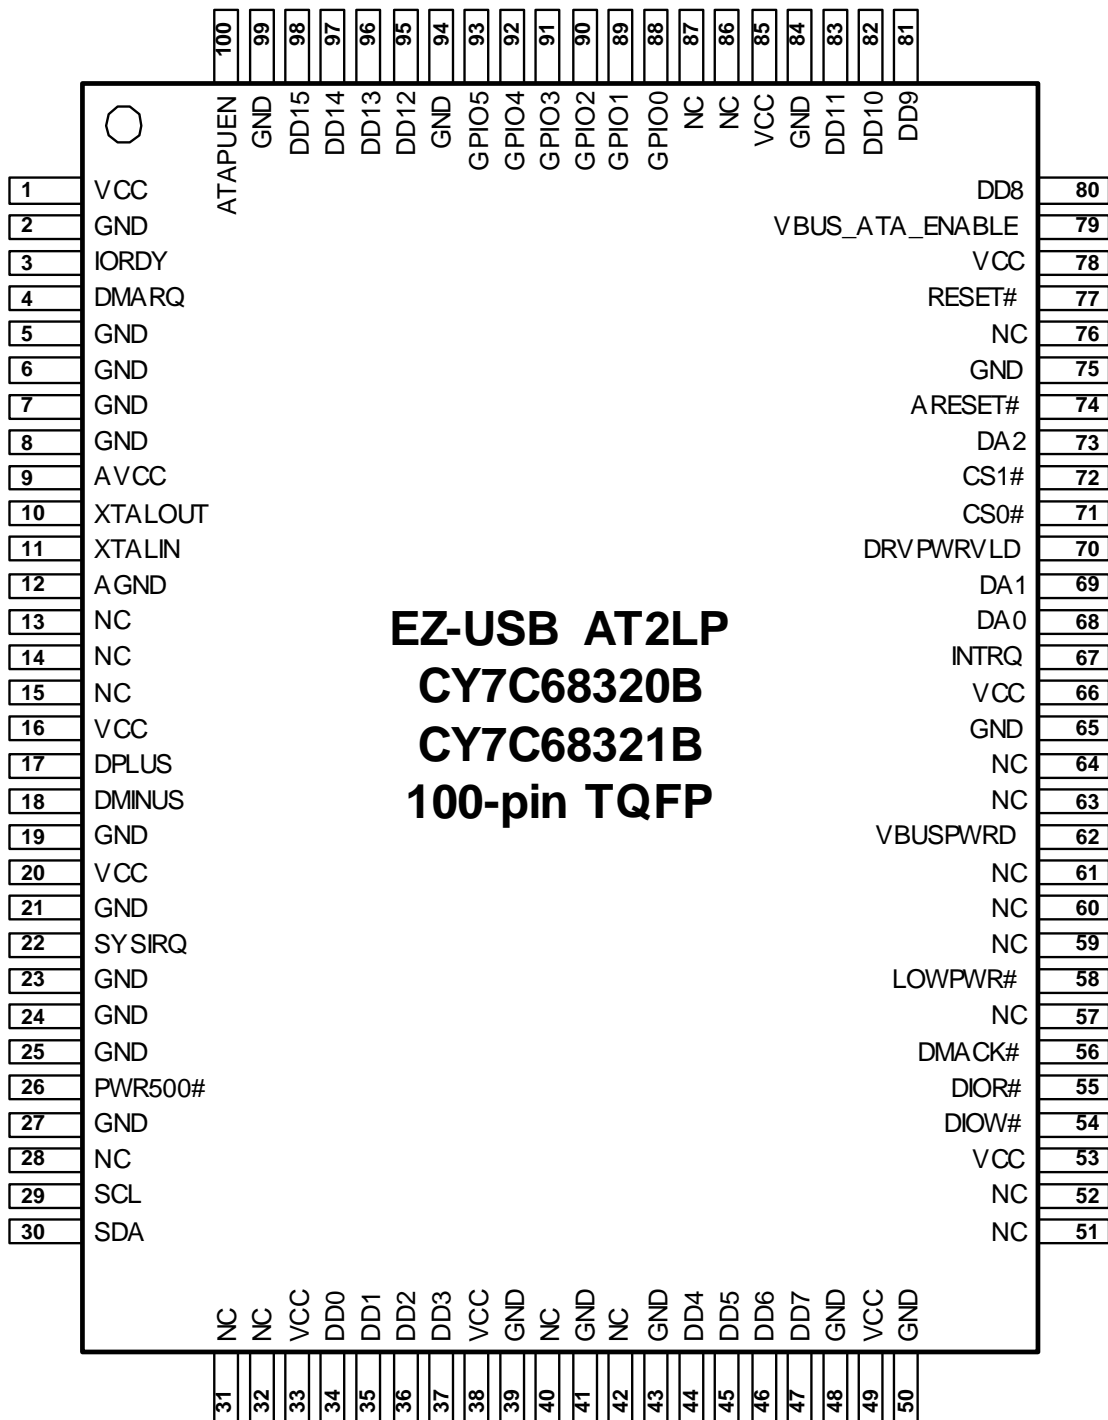 100 99 98 97 96 95 94 93 92 91 90 89 88 87 86 85 84 83 82 81
ATAPUEN GND DD15 DD14 DD13 DD12 GND GPIO5 GPIO4 GPIO3 GPIO2 GPIO1 GPIO0 NC NC VCC GND DD11 DD10 DD9
1 VCC DD8 80
2 GND VBUS_ATA_ENABLE 79
3 IORDY VCC 78
4 DMARQ RESET# 77
5 GND NC 76
6 GND GND 75
7 GND ARESET# 74
8 GND DA2 73
9 AVCC CS1# 72
10 XTALOUT CS0# 71
11 XTALIN DRVPWRVLD 70
12 AGND DA1 69
13 NC DA0 68
14 NC INTRQ 67
15 NC VCC 66
16 VCC GND 65
17 DPLUS NC 64
18 DMINUS NC 63
19 GND VBUSPWRD 62
20 VCC NC 61
21 GND NC 60
22 SYSIRQ NC 59
23 GND LOWPWR# 58
24 GND NC 57
25 GND DMACK# 56
26 PWR500# DIOR# 55
27 GND DIOW# 54
28 NC VCC 53
29 SCL NC 52
30 SDA NC 51
EZ-USB AT2LP
CY7C68320B
CY7C68321B
100-pin TQFP
NC NC VCC DD0 DD1 DD2 DD3 VCC GND NC GND NC GND DD4 DD5 DD6 DD7 GND VCC GND
31 32 33 34 35 36 37 38 39 40 41 42 43 44 45 46 47 48 49 50